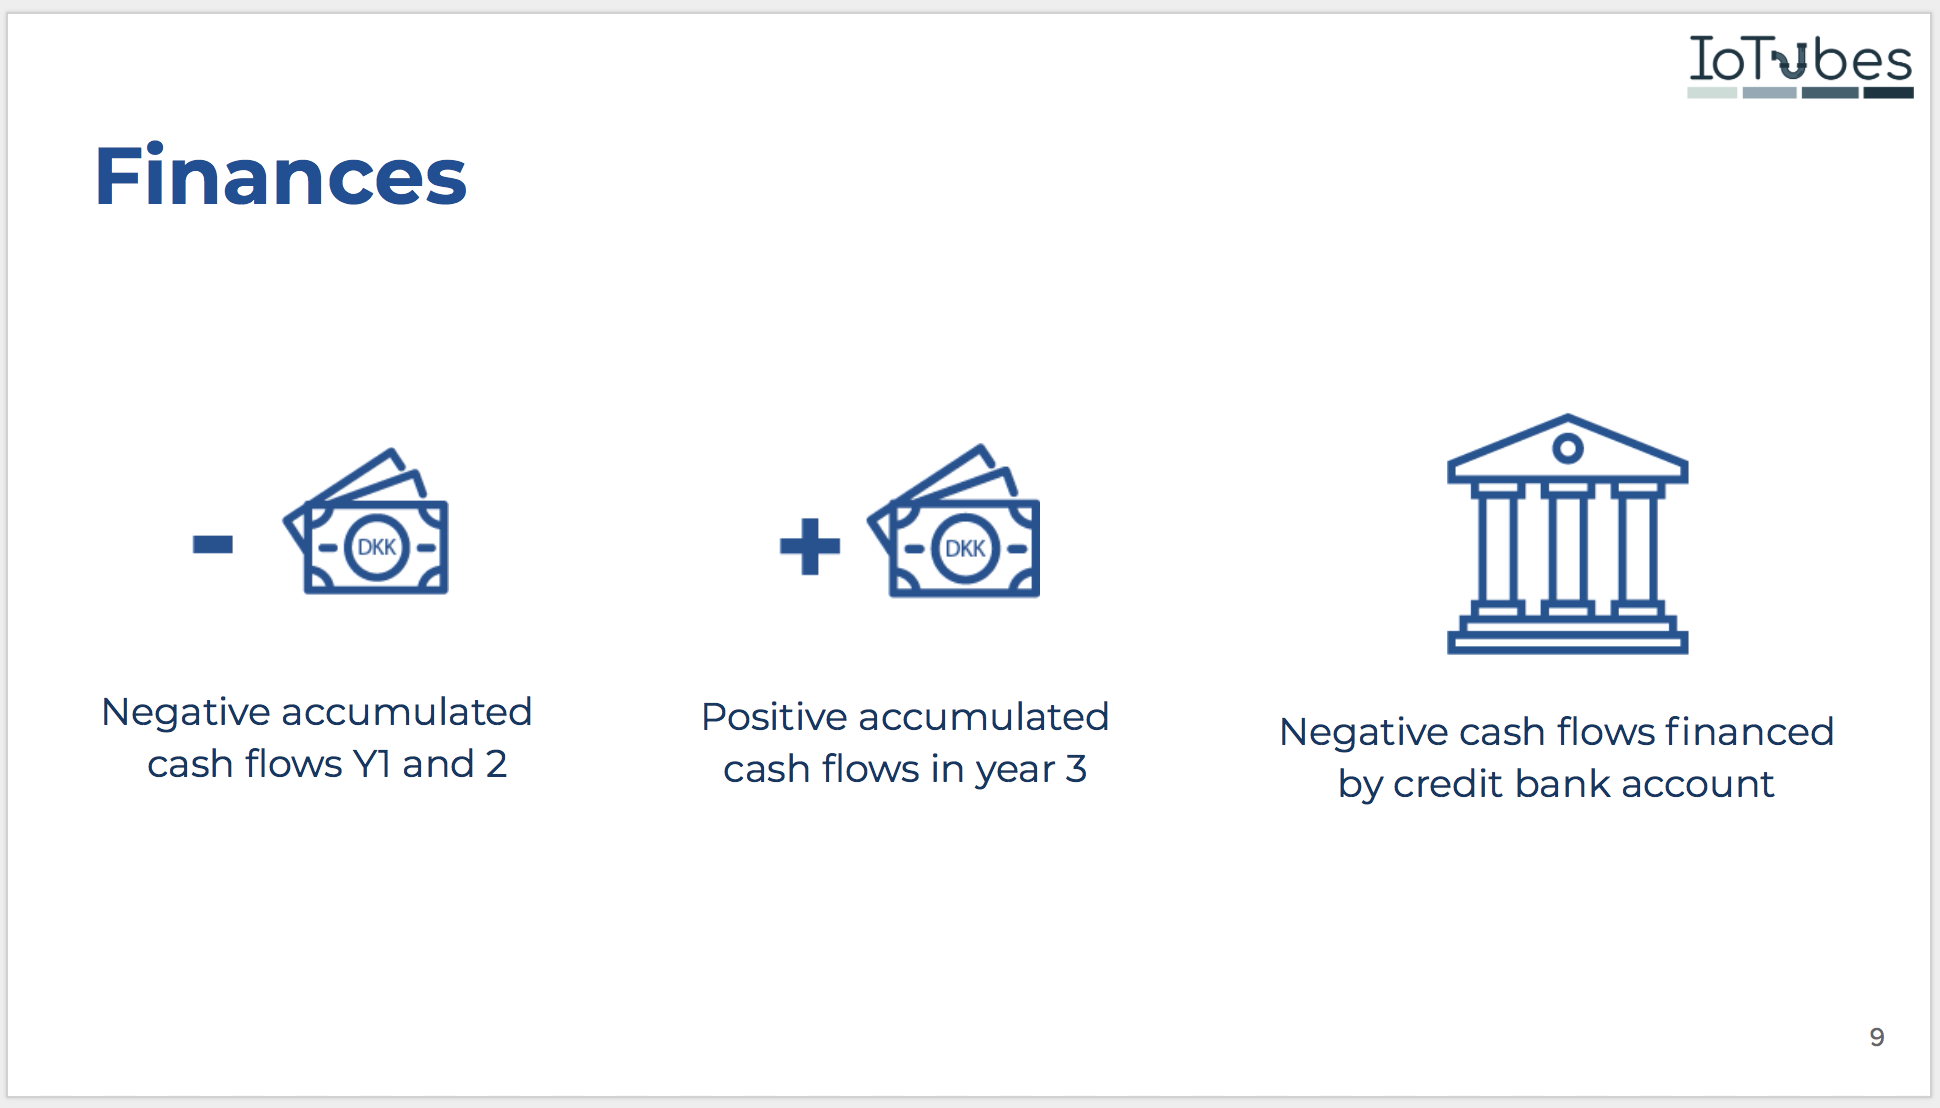 IoTubes
Finances
DKK
DKK
Negative accumulated
cash flows Y1 and 2
Positive accumulated
cash flows in year 3
Negative cash flows financed
by credit bank account
9